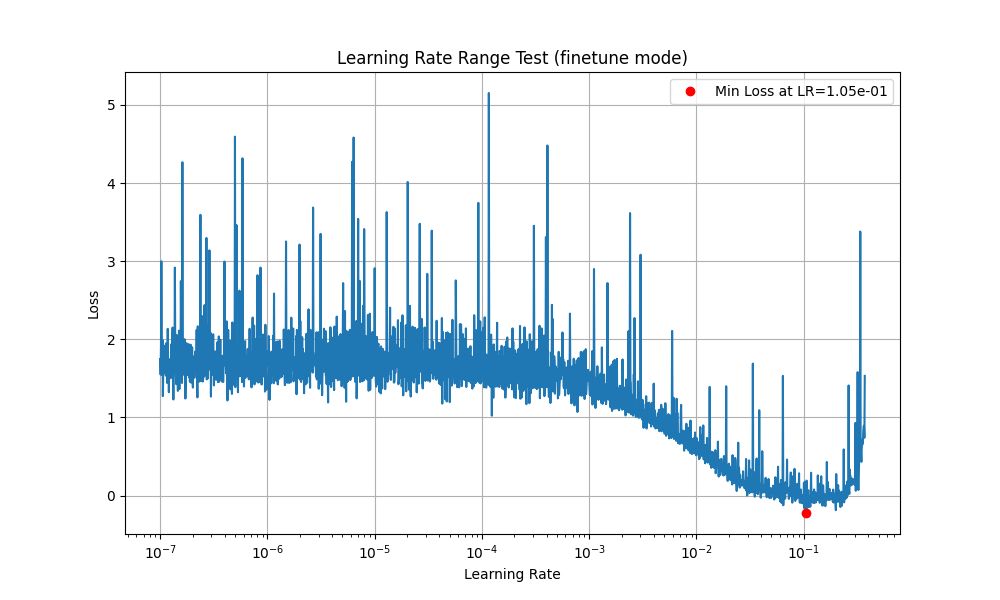 Learning Rate Range Test (finetune mode)
Min Loss at LR=1.05e-01
5
4
3
2
1
0
Loss
10⁻⁷ 10⁻⁶ 10⁻⁵ 10⁻⁴ 10⁻³ 10⁻² 10⁻¹
Learning Rate